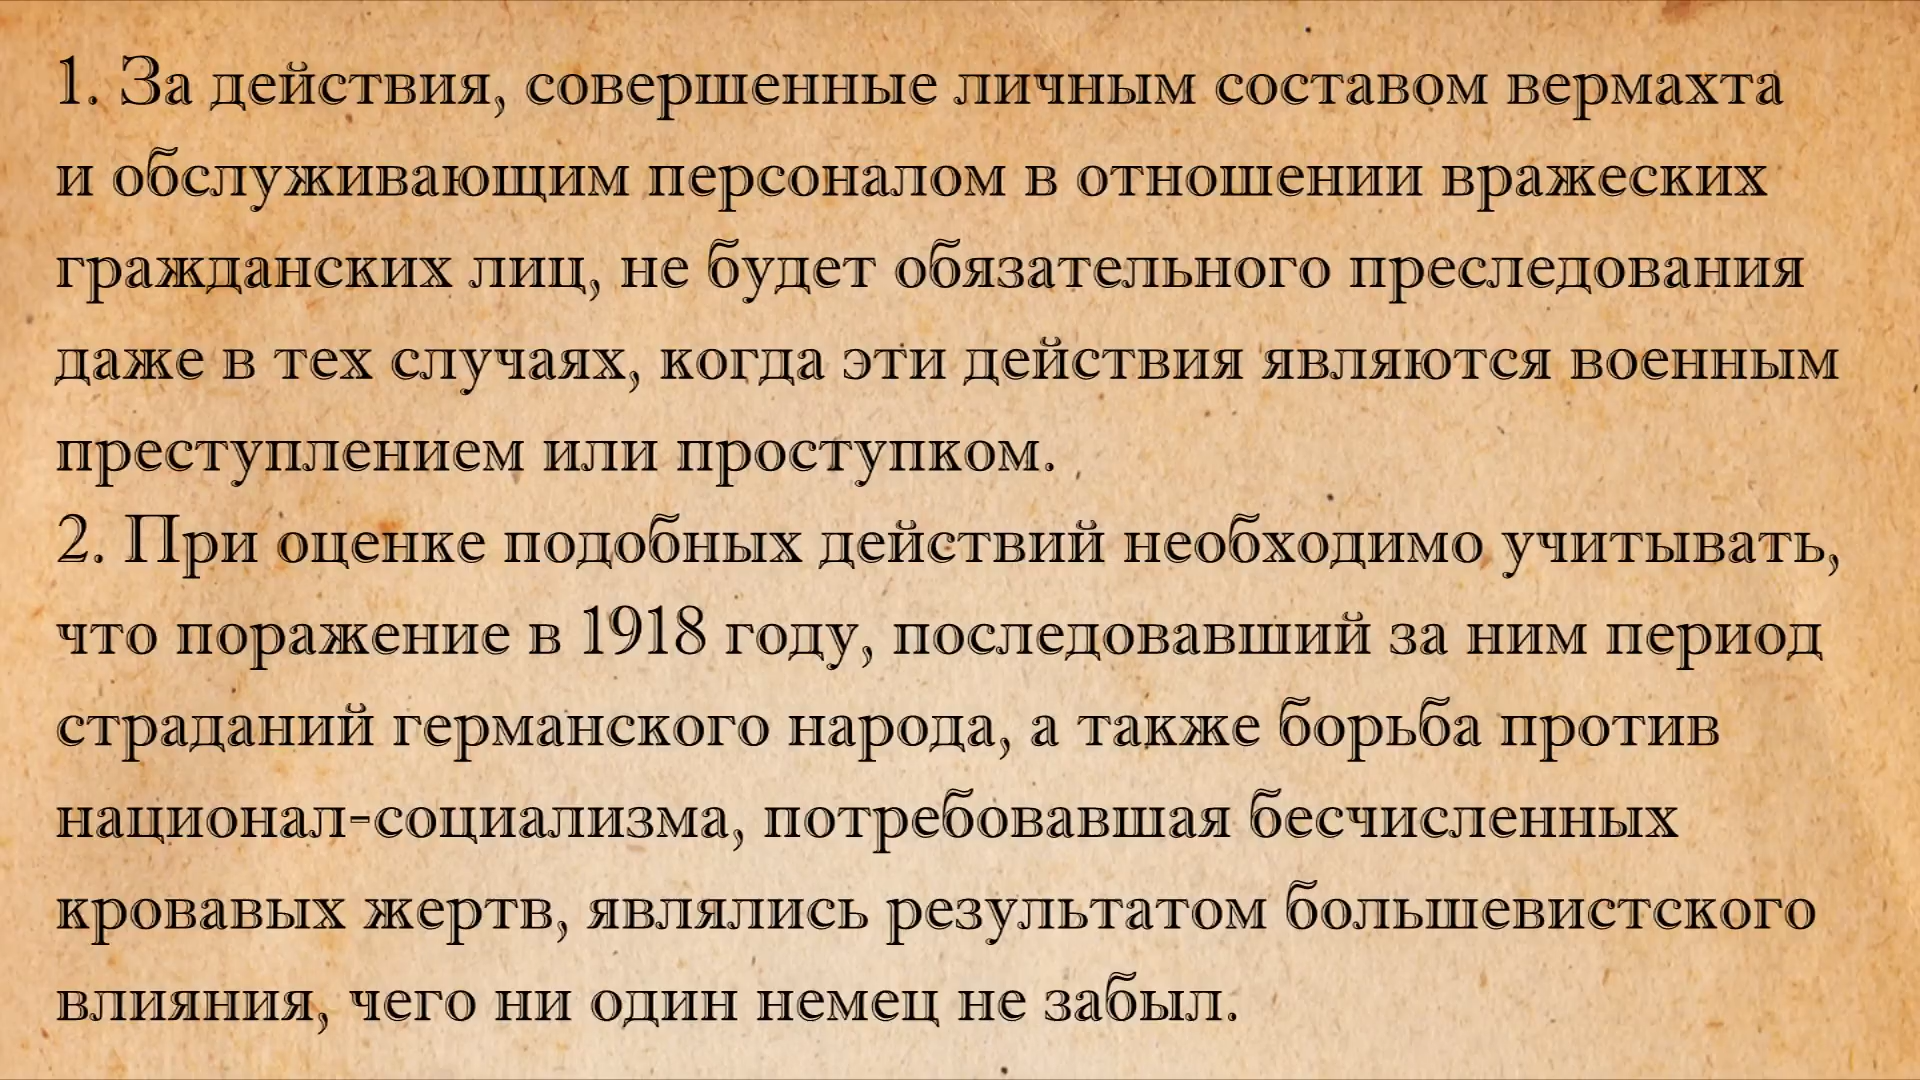 1. За действия, совершенные личным составом вермахта
и обслуживающим персоналом в отношении вражеских
гражданских лиц, не будет обязательного преследования
даже в тех случаях, когда эти действия являются военным
преступлением или проступком.
2. При оценке подобных действий необходимо учитывать,
что поражение в 1918 году, последовавший за ним период
страданий германского народа, а также борьба против
национал-социализма, потребовавшая бесчисленных
кровавых жертв, являлись результатом большевистского
влияния, чего ни один немец не забыл.